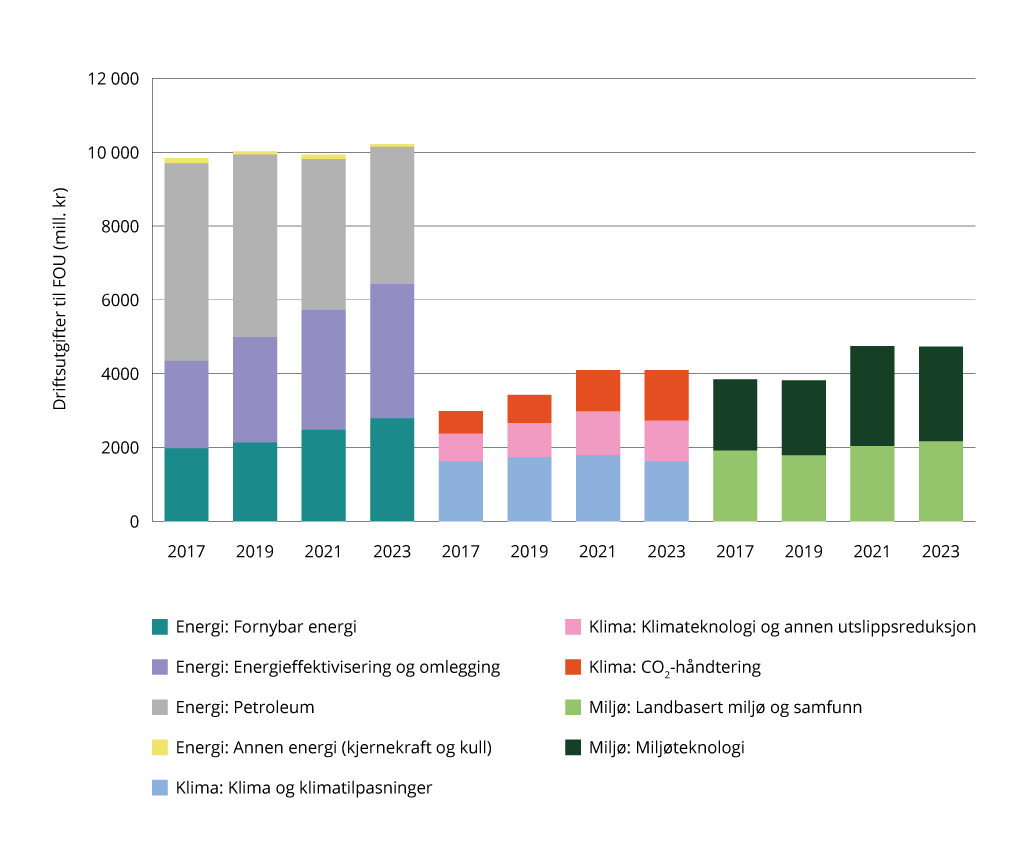 12 000
10 000
8000
6000
4000
2000
0
Driftsutgifter til FOU (mill. kr)
2017 2019 2021 2023 2017 2019 2021 2023 2017 2019 2021 2023
Energi: Fornybar energi
Energi: Energieffektivisering og omlegging
Energi: Petroleum
Energi: Annen energi (kjernekraft og kull)
Klima: Klima og klimatilpasninger
Klima: Klimateknologi og annen utslippsreduksjon
Klima: CO₂-håndtering
Miljø: Landbasert miljø og samfunn
Miljø: Miljøteknologi